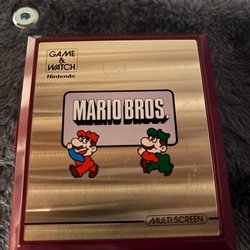 GAME
&
WATCH
Nintendo
MARIO BROS.
MULTI SCREEN